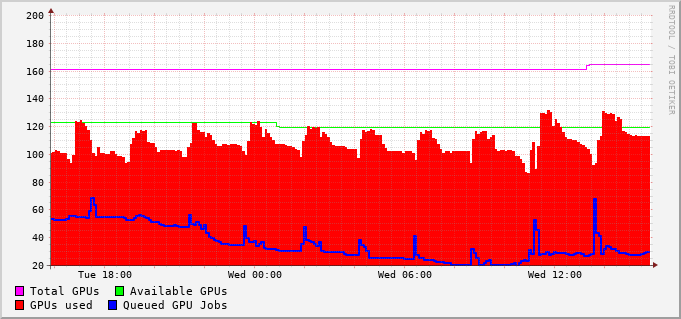 200
180
160
140
120
100
80
60
40
20
Tue 18:00 Wed 00:00 Wed 06:00 Wed 12:00
Total GPUs Available GPUs
GPUs used Queued GPU Jobs
RRDTOOL / TOBI OETIKER